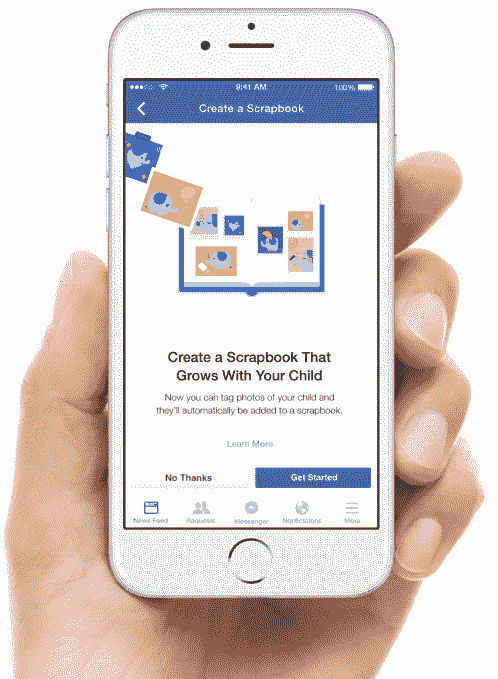 9:41 AM
100%
Create a Scrapbook
Create a Scrapbook That
Grows With Your Child
Now you can tag photos of your child and
they'll automatically be added to a scrapbook.
Learn More
No Thanks
Get Started
News Feed
Requests
Messenger
Notifications
More